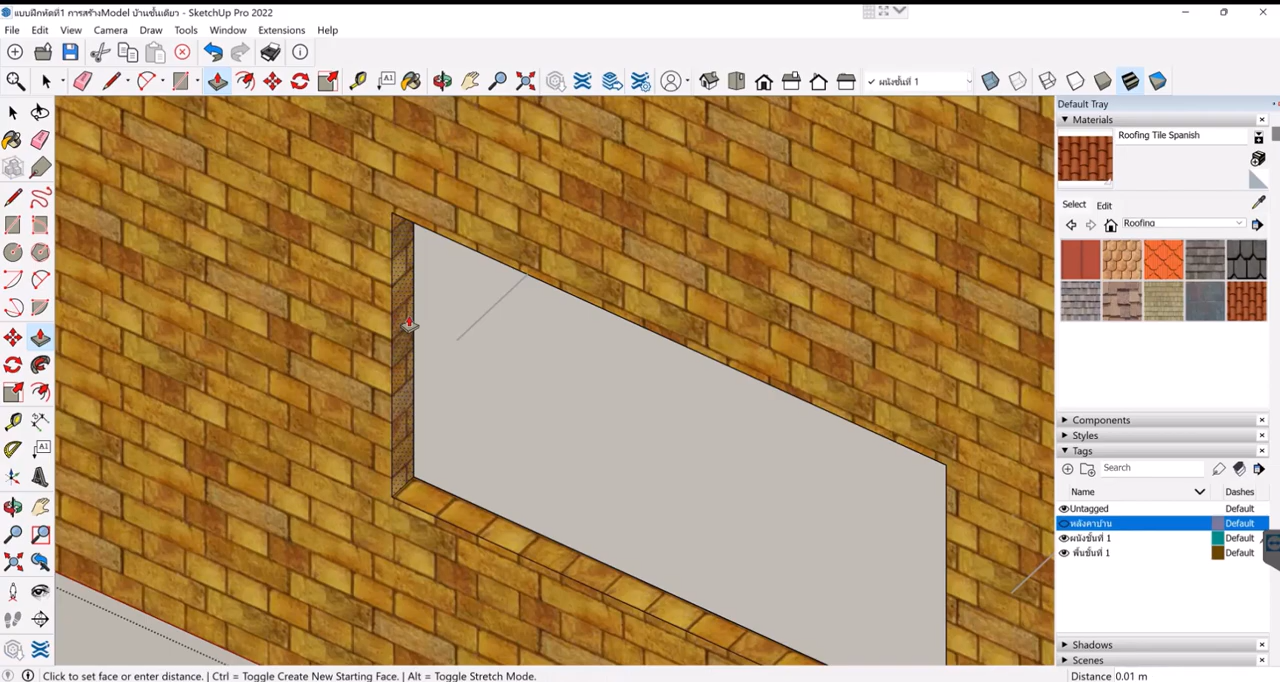 แบบฝึกหัดที่1 การสร้างModel บ้านชั้นเดียว - SketchUp Pro 2022
File Edit View Camera Draw Tools Window Extensions Help
A1
✓ ผนังชั้นที่ 1
Default Tray
Materials
Roofing Tile Spanish
Select Edit
Roofing
A1
Components
Styles
Tags
Search
Name Dashes
Untagged Default
หลังคาบ้าน Default
ผนังชั้นที่ 1 Default
พื้นชั้นที่ 1 Default
Shadows
Scenes
Click to set face or enter distance. | Ctrl = Toggle Create New Starting Face. | Alt = Toggle Stretch Mode.
Distance 0.01 m